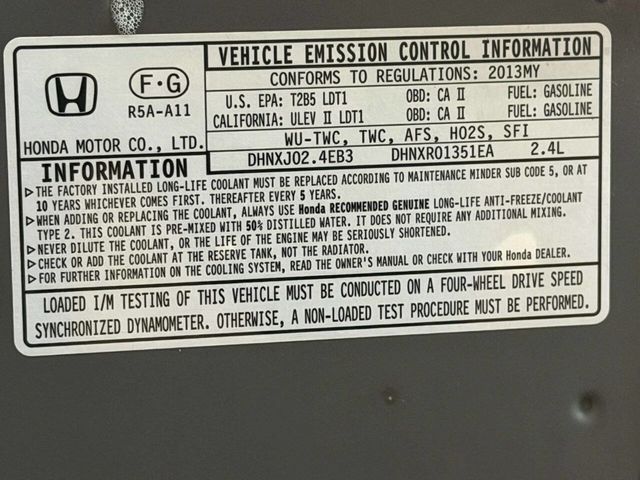 VEHICLE EMISSION CONTROL INFORMATION
CONFORMS TO REGULATIONS: 2013MY
F·G
R5A-A11
HONDA MOTOR CO., LTD.
U.S. EPA: T2B5 LDT1 OBD: CA II FUEL: GASOLINE
CALIFORNIA: ULEV II LDT1 OBD: CA II FUEL: GASOLINE
WU-TWC, TWC, AFS, HO2S, SFI
DHNXJ02.4EB3 DHNXR01351EA 2.4L
INFORMATION
▷THE FACTORY INSTALLED LONG-LIFE COOLANT MUST BE REPLACED ACCORDING TO MAINTENANCE MINDER SUB CODE 5, OR AT
10 YEARS WHICHEVER COMES FIRST. THEREAFTER EVERY 5 YEARS.
▷WHEN ADDING OR REPLACING THE COOLANT, ALWAYS USE Honda RECOMMENDED GENUINE LONG-LIFE ANTI-FREEZE/COOLANT
TYPE 2. THIS COOLANT IS PRE-MIXED WITH 50% DISTILLED WATER. IT DOES NOT REQUIRE ANY ADDITIONAL MIXING.
▷NEVER DILUTE THE COOLANT, OR THE LIFE OF THE ENGINE MAY BE SERIOUSLY SHORTENED.
▷CHECK OR ADD THE COOLANT AT THE RESERVE TANK, NOT THE RADIATOR.
▷FOR FURTHER INFORMATION ON THE COOLING SYSTEM, READ THE OWNER'S MANUAL OR CHECK WITH YOUR Honda DEALER.
LOADED I/M TESTING OF THIS VEHICLE MUST BE CONDUCTED ON A FOUR-WHEEL DRIVE SPEED
SYNCHRONIZED DYNAMOMETER. OTHERWISE, A NON-LOADED TEST PROCEDURE MUST BE PERFORMED.